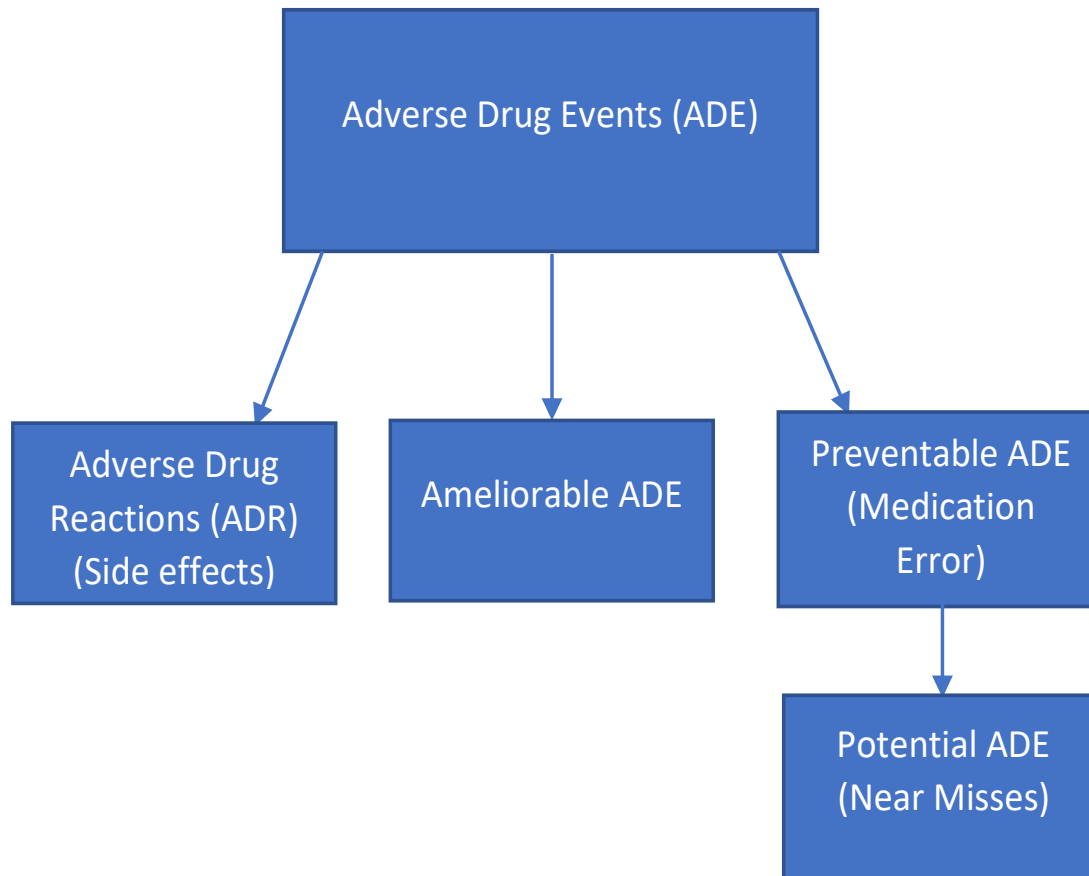 Adverse Drug Events (ADE)
Adverse Drug
Reactions (ADR)
(Side effects)
Ameliorable ADE
Preventable ADE
(Medication
Error)
Potential ADE
(Near Misses)